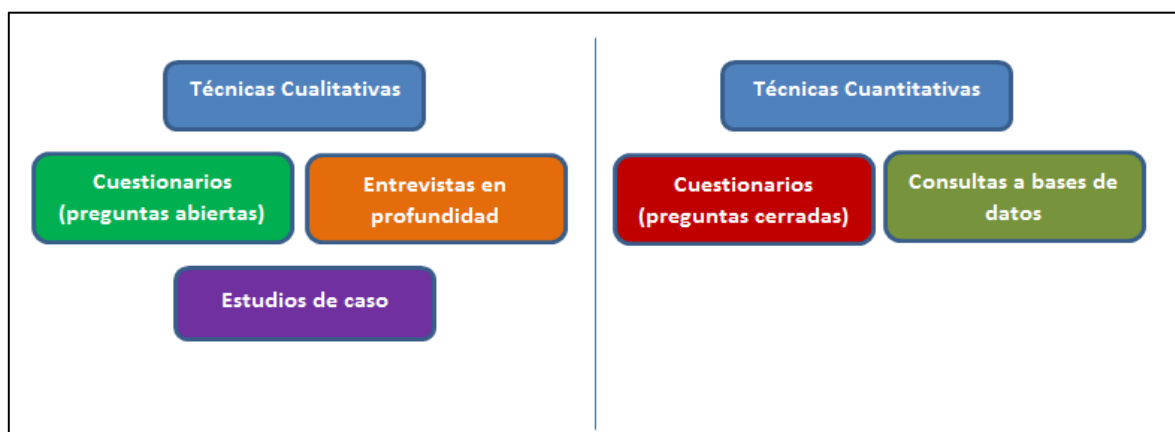 Técnicas Cualitativas
Cuestionarios
(preguntas abiertas)
Entrevistas en
profundidad
Estudios de caso
Técnicas Cuantitativas
Cuestionarios
(preguntas cerradas)
Consultas a bases de
datos